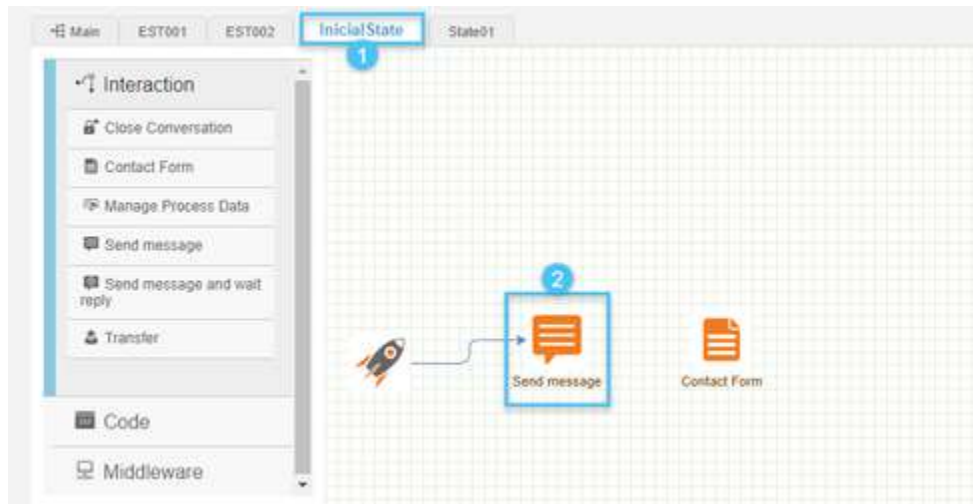 Main
EST001
EST002
InicialState
State01
1
Interaction
Close Conversation
Contact Form
Manage Process Data
Send message
Send message and wait
reply
Transfer
Code
Middleware
2
Send message
Contact Form